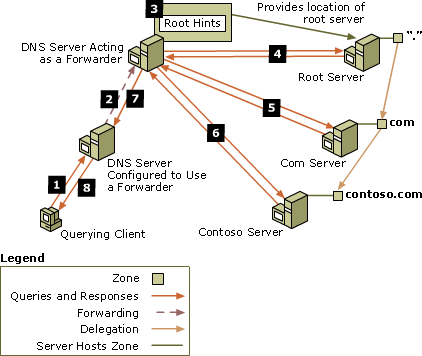 3
Root Hints
Provides location of
root server
DNS Server Acting
as a Forwarder
4
"."
Root Server
2
7
5
com
6
Com Server
DNS Server
Configured to Use
a Forwarder
1
8
contoso.com
Querying Client
Contoso Server
Legend
Zone
Queries and Responses
Forwarding
Delegation
Server Hosts Zone